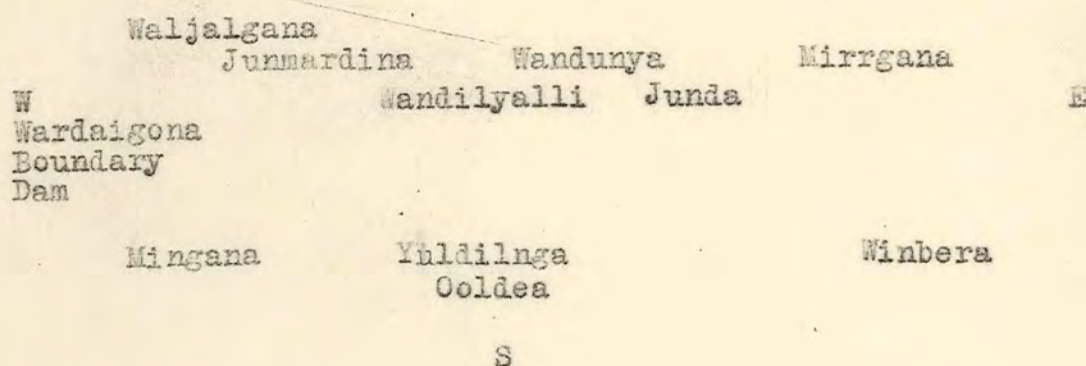 Waljalgana
Junmardina Wandunya Mirrgana
W Wandilyalli Junda E
Wardaigona
Boundary
Dam
Mingana Yuldilnga Winbera
Ooldea
S